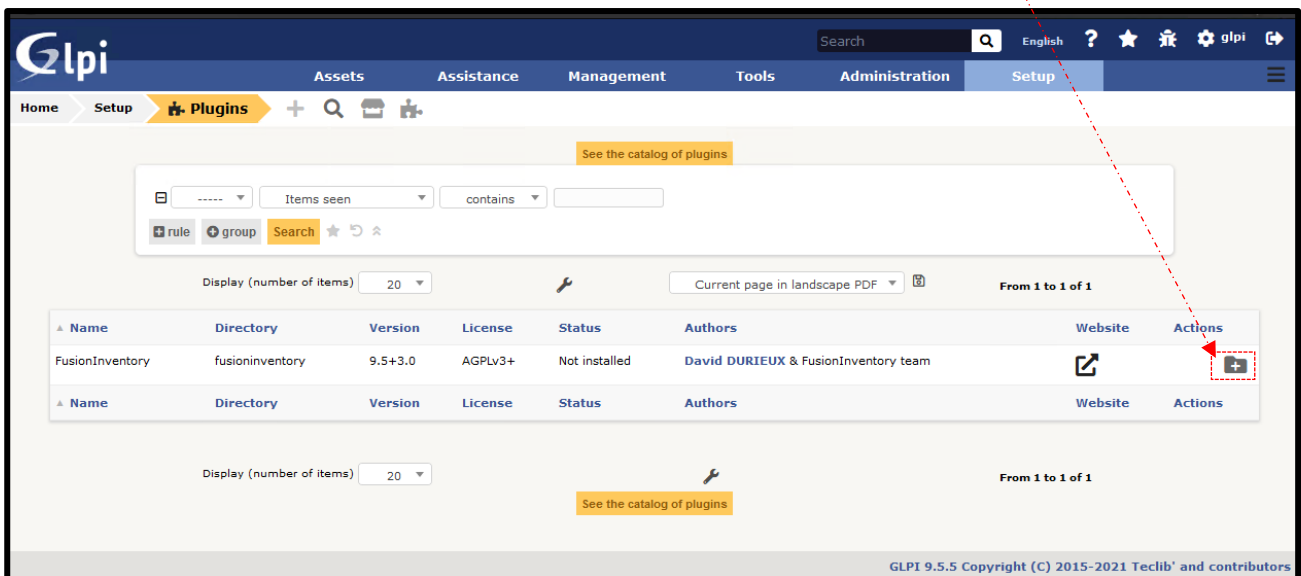 Glpi
Search English ? glpi
Assets Assistance Management Tools Administration Setup
Home Setup Plugins
See the catalog of plugins
----- Items seen contains
rule group Search
Display (number of items) 20 Current page in landscape PDF From 1 to 1 of 1
Name Directory Version License Status Authors Website Actions
FusionInventory fusioninventory 9.5+3.0 AGPLv3+ Not installed David DURIEUX & FusionInventory team
Name Directory Version License Status Authors Website Actions
Display (number of items) 20 From 1 to 1 of 1
See the catalog of plugins
GLPI 9.5.5 Copyright (C) 2015-2021 Teclib' and contributors